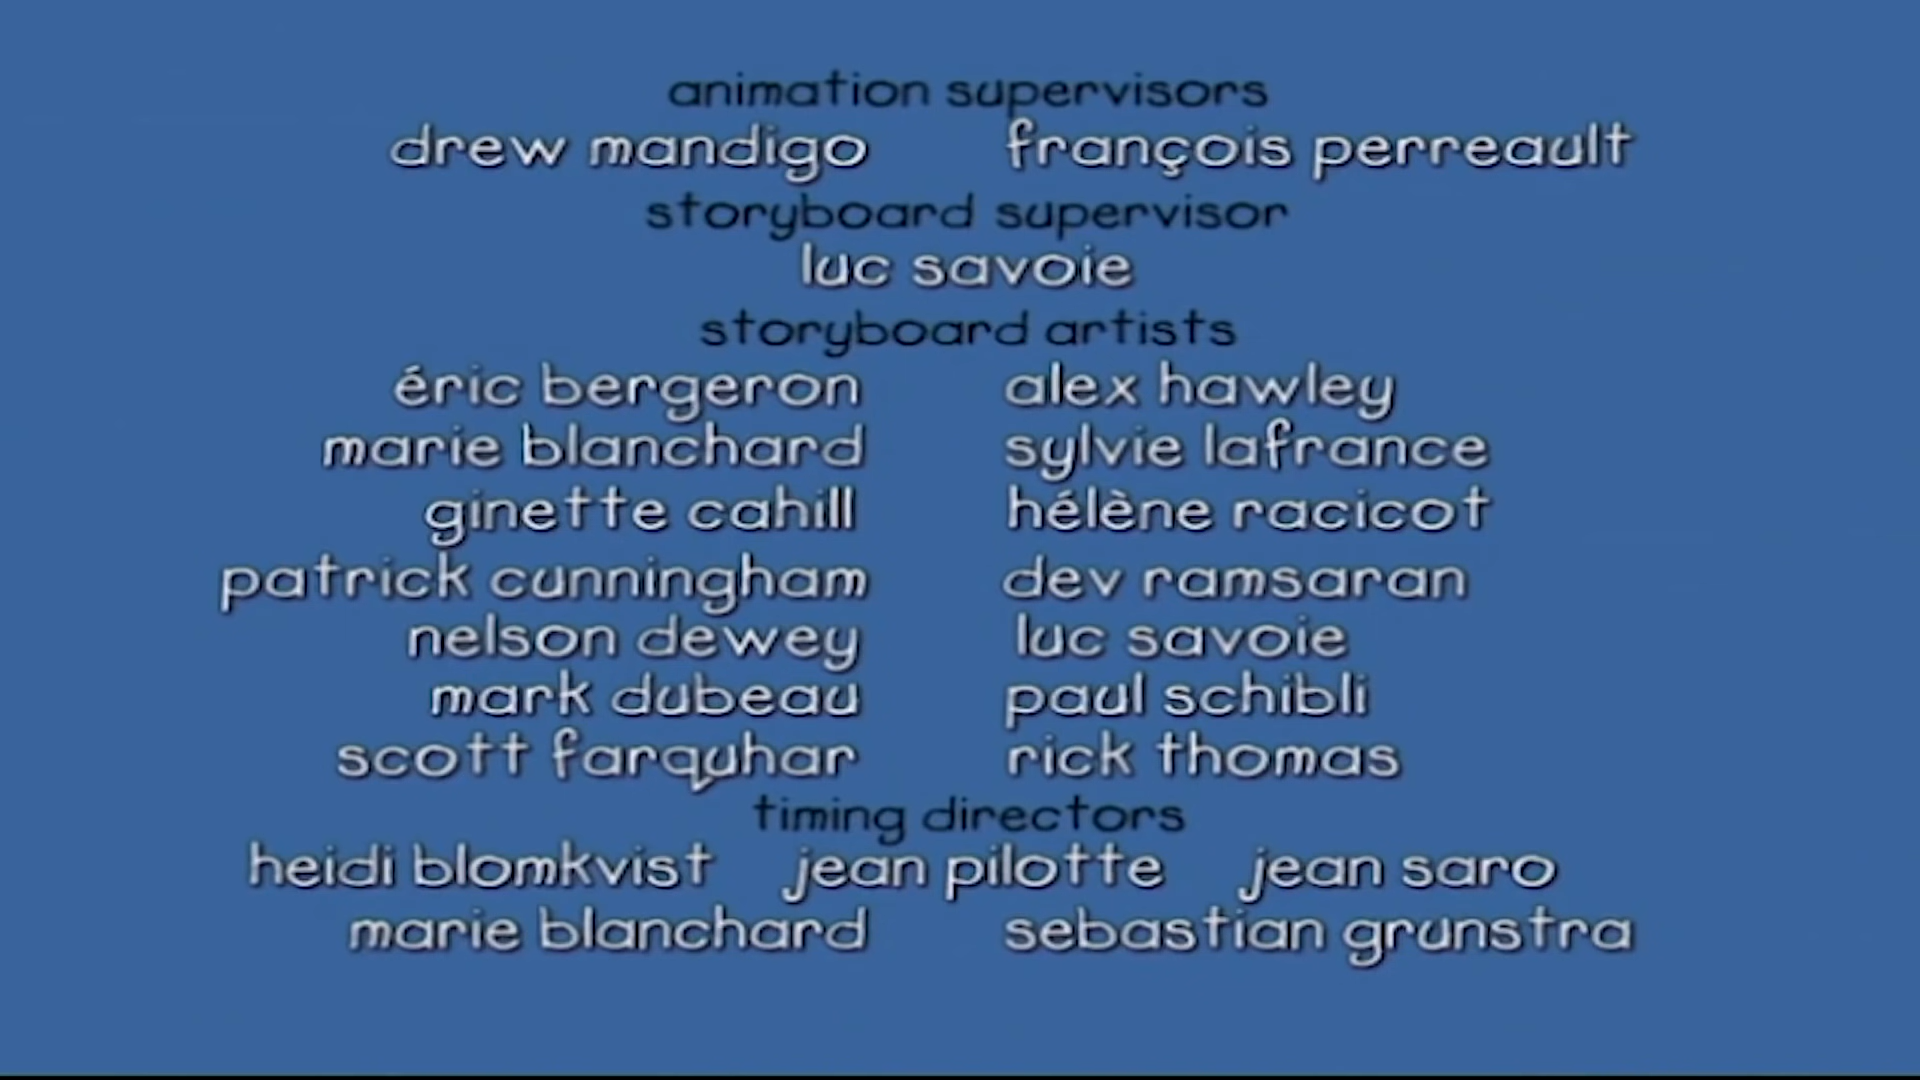 animation supervisors
drew mandigo françois perreault
storyboard supervisor
luc savoie
storyboard artists
éric bergeron alex hawley
marie blanchard sylvie lafrance
ginette cahill hélène racicot
patrick cunningham dev ramsaran
nelson dewey luc savoie
mark dubeau paul schibli
scott farquhar rick thomas
timing directors
heidi blomkvist jean pilotte jean saro
marie blanchard sebastian grunstra